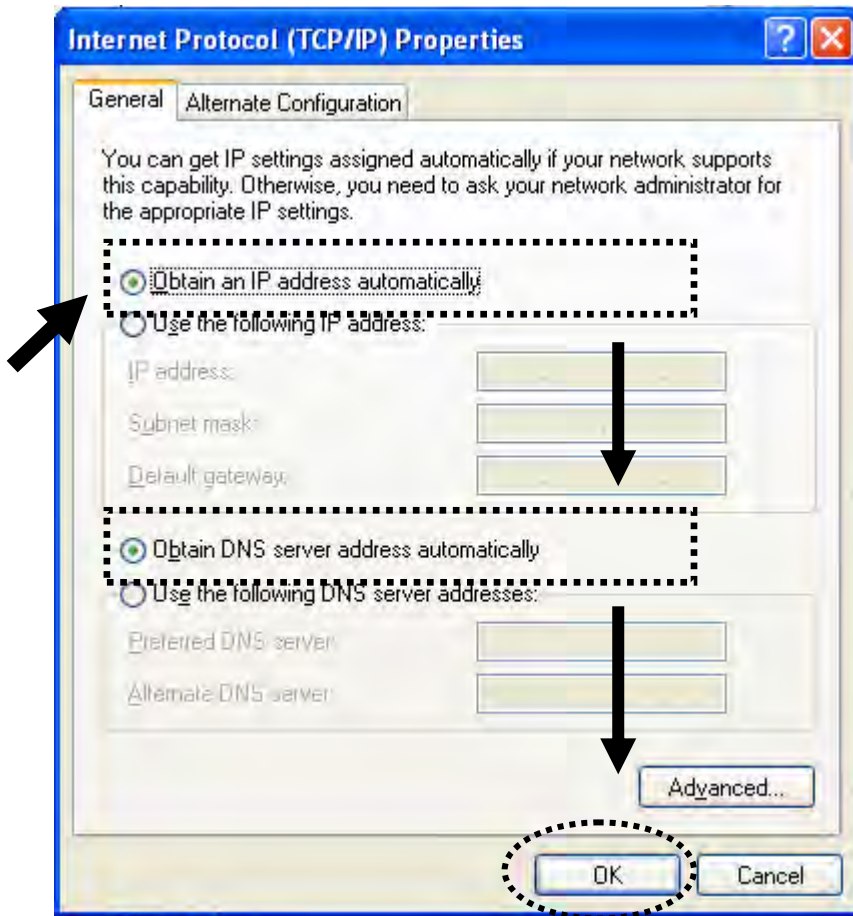 Internet Protocol (TCP/IP) Properties
General
Alternate Configuration
You can get IP settings assigned automatically if your network supports
this capability. Otherwise, you need to ask your network administrator for
the appropriate IP settings.
Obtain an IP address automatically
Use the following IP address:
IP address:
Subnet mask:
Default gateway:
Obtain DNS server address automatically
Use the following DNS server addresses:
Preferred DNS server:
Alternate DNS server:
Advanced...
OK
Cancel